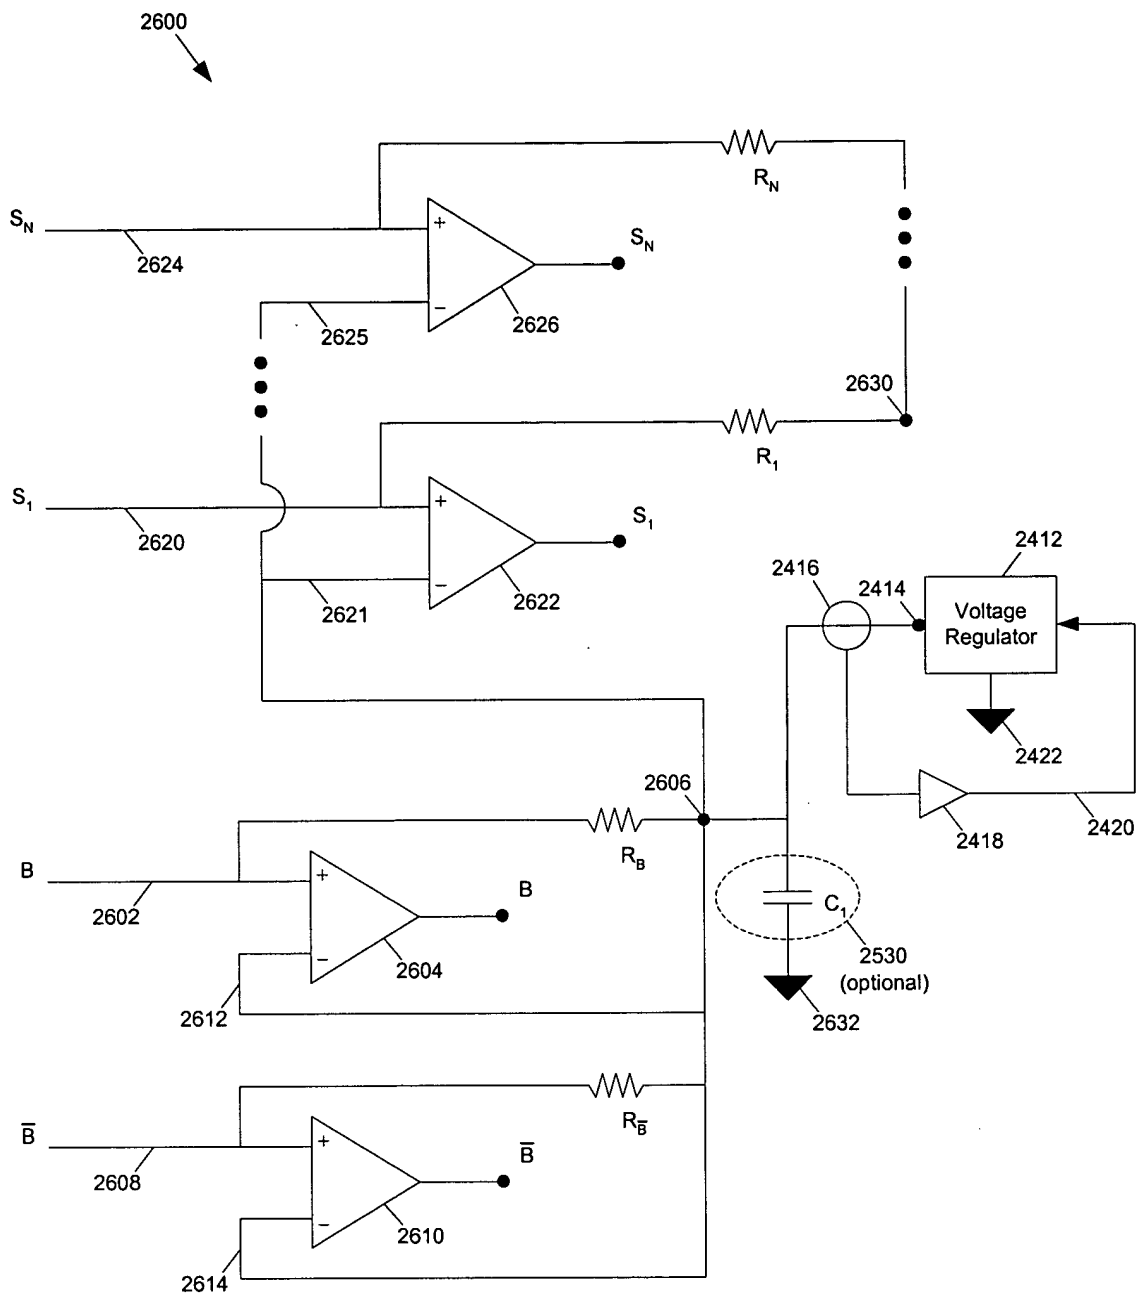 2600
R_N
S_N
S_N
+
2624
−
2625
2626
2630
R_1
S_1
S_1
+
2620
−
2621
2622
2412
2416
2414
Voltage
Regulator
2422
2606
2418
2420
R_B
B
B
+
2602
C_1
−
2604
2530
(optional)
2612
2632
R_B̅
B̅
B̅
+
2608
−
2610
2614